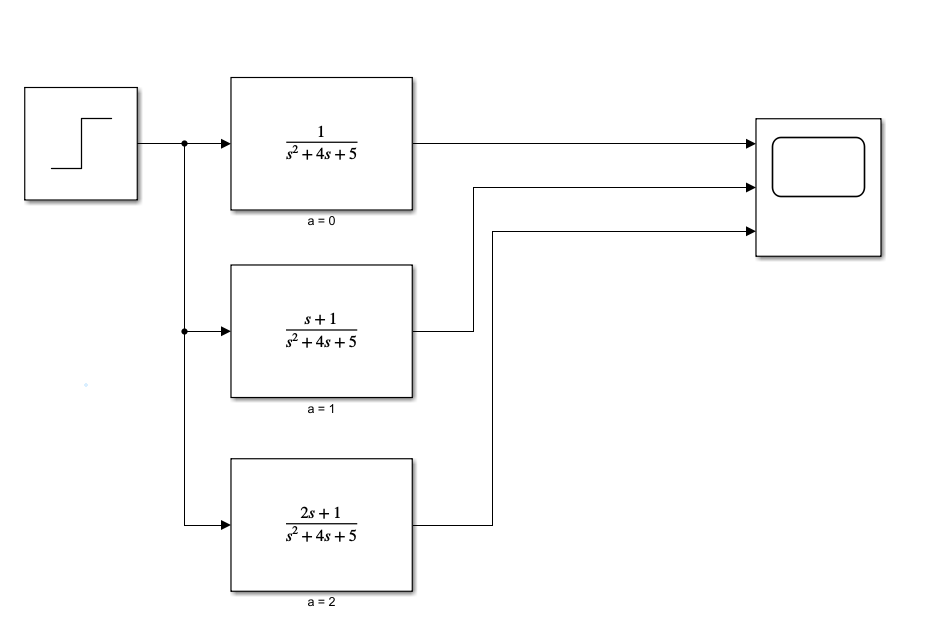 1
s² + 4s + 5
a = 0
s + 1
s² + 4s + 5
a = 1
2s + 1
s² + 4s + 5
a = 2